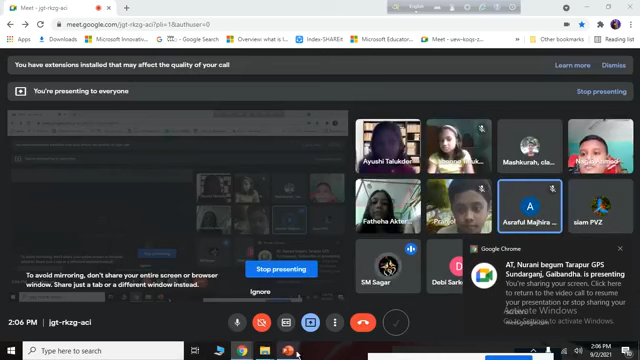 Meet - jgt-rkzg-aci
English
meet.google.com/jgt-rkzg-aci?pli=1&authuser=0
Apps
Downloads
Microsoft Innovativ...
- Google Search
Overview: what is I...
Index-SHAREit
Microsoft Educator...
Meet - uew-koqs-z...
Other bookmarks
Reading list
You have extensions installed that may affect the quality of your call
Learn more
Dismiss
You're presenting to everyone
Stop presenting
Ayushi Talukder
Mashkurah, cla...
Fatheha Akter...
Asraful Majhira ...
siam PVZ
SM Sagar
Debi Sark
To avoid mirroring, don't share your entire screen or browser
window. Share just a tab or a different window instead.
Stop presenting
Ignore
Google Chrome
AT, Nurani begum Tarapur GPS
Sundarganj, Gaibandha. is presenting
You're sharing your screen. Click here
to return to the video call to resume
your presentation or stop sharing your
meet.google.com
Activate Windows
Go to Settings to activate Windows.
2:06 PM
jgt-rkzg-aci
Type here to search
2:06 PM
9/2/2021